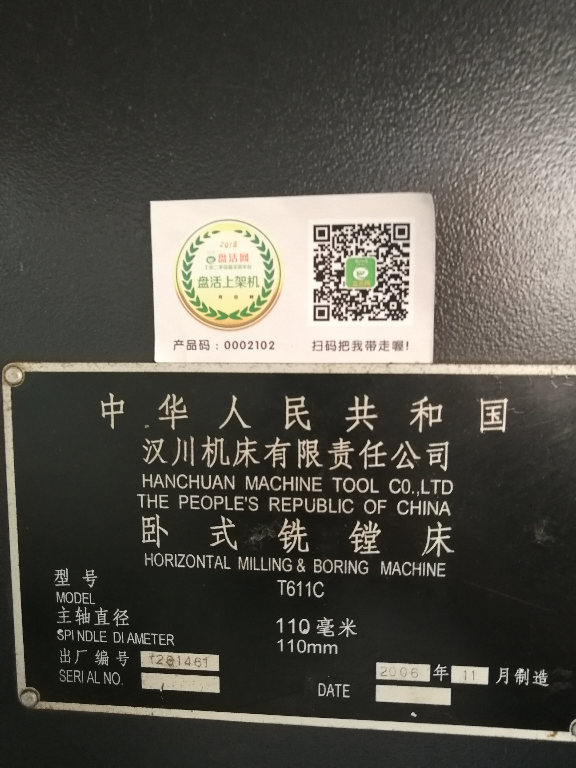 2018
盘活网
盘活上架机
产品码：0002102
扫码把我带走喔!
中华人民共和国
汉川机床有限责任公司
HANCHUAN MACHINE TOOL CO.,LTD
THE PEOPLE'S REPUBLIC OF CHINA
卧式铣镗床
HORIZONTAL MILLING & BORING MACHINE
型号
MODEL
T611C
主轴直径
SPINDLE DIAMETER
110毫米
110mm
出厂编号
SERIAL NO.
2006 年 11 月制造
DATE